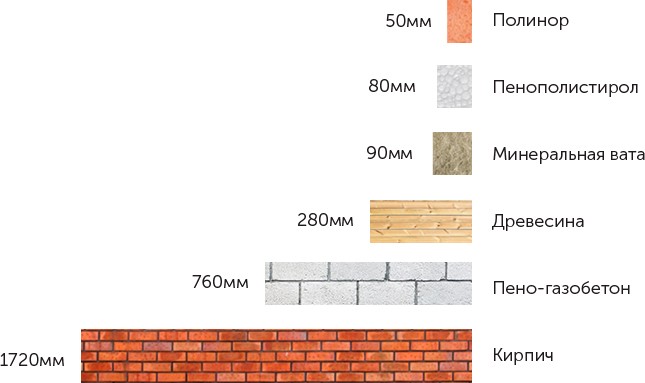 50мм Полинор
80мм Пенополистирол
90мм Минеральная вата
280мм Древесина
760мм Пено-газобетон
1720мм Кирпич